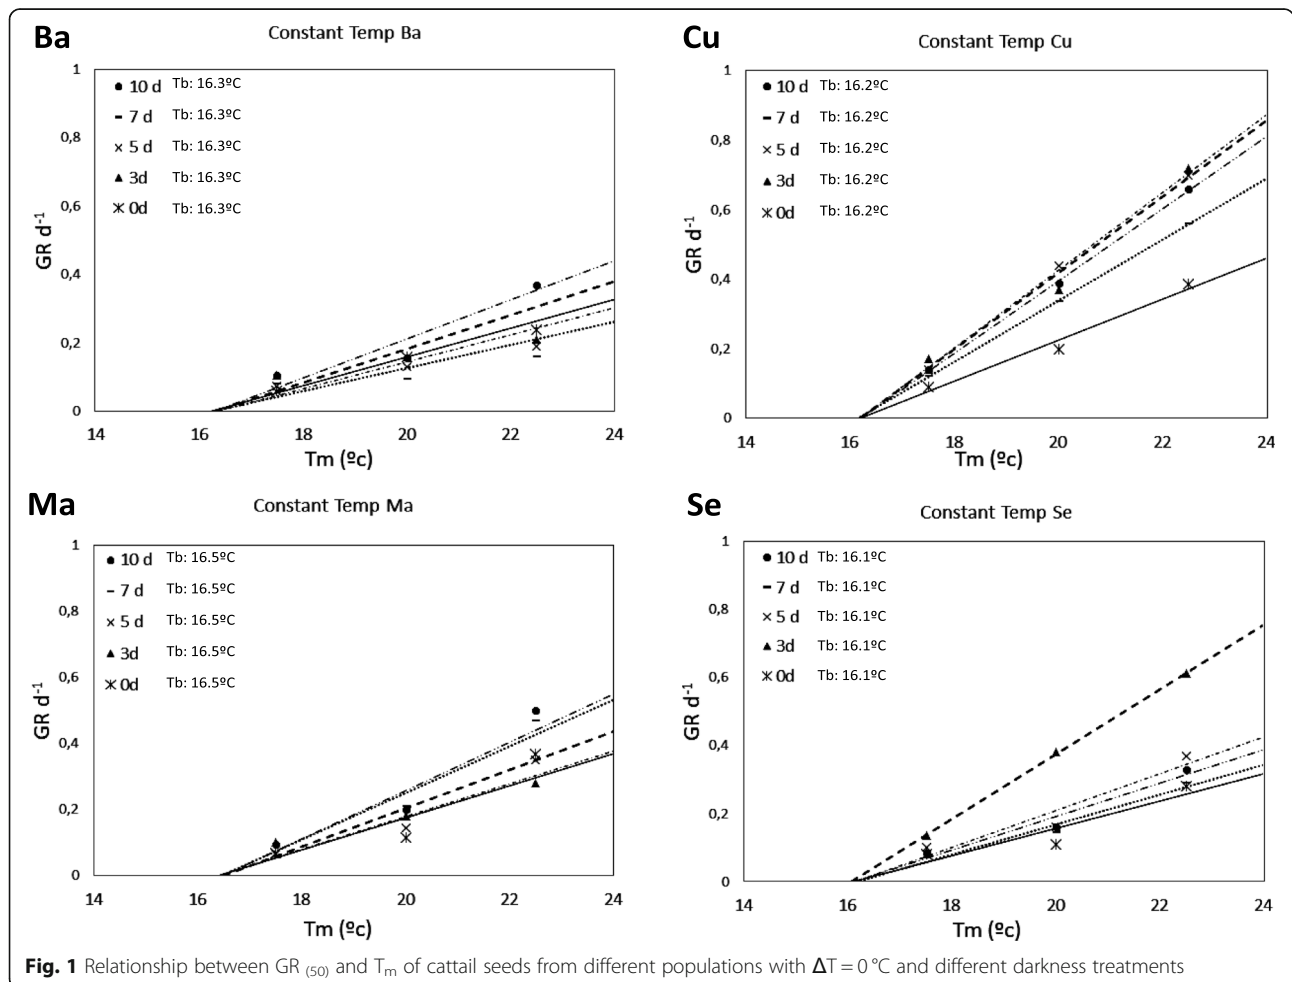 Ba
Constant Temp Ba
1
0,8
0,6
0,4
0,2
0
GR d-1
10 d Tb: 16.3ºC
7 d Tb: 16.3ºC
5 d Tb: 16.3ºC
3d Tb: 16.3ºC
0d Tb: 16.3ºC
14 16 18 20 22 24
Tm (ºc)
Cu
Constant Temp Cu
1
0,8
0,6
0,4
0,2
0
GR d-1
10 d Tb: 16.2ºC
7 d Tb: 16.2ºC
5 d Tb: 16.2ºC
3d Tb: 16.2ºC
0d Tb: 16.2ºC
14 16 18 20 22 24
Tm (ºc)
Ma
Constant Temp Ma
1
0,8
0,6
0,4
0,2
0
GR d-1
10 d Tb: 16.5ºC
7 d Tb: 16.5ºC
5 d Tb: 16.5ºC
3d Tb: 16.5ºC
0d Tb: 16.5ºC
14 16 18 20 22 24
Tm (ºc)
Se
Constant Temp Se
1
0,8
0,6
0,4
0,2
0
GR d-1
10 d Tb: 16.1ºC
7 d Tb: 16.1ºC
5 d Tb: 16.1ºC
3d Tb: 16.1ºC
0d Tb: 16.1ºC
14 16 18 20 22 24
Tm (ºc)
Fig. 1 Relationship between GR (50) and Tm of cattail seeds from different populations with ΔT = 0 °C and different darkness treatments